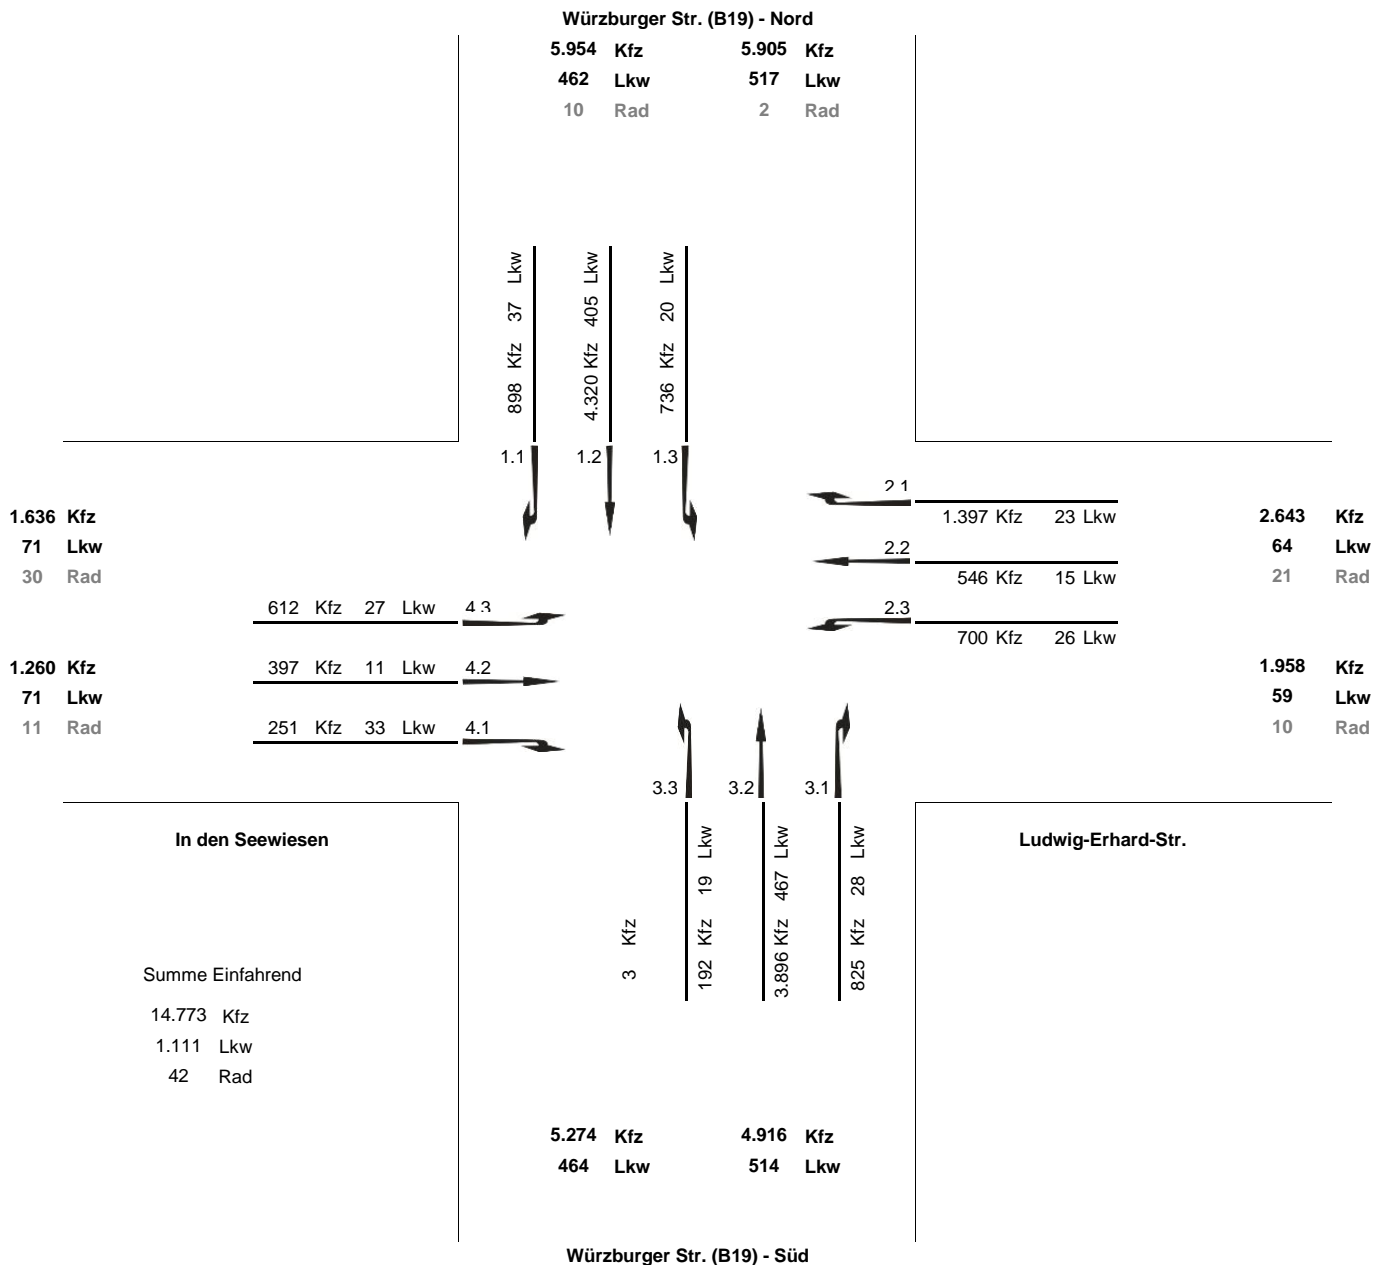 Würzburger Str. (B19) - Nord
5.954 Kfz 5.905 Kfz
462 Lkw 517 Lkw
10 Rad 2 Rad
898 Kfz 37 Lkw
4.320 Kfz 405 Lkw
736 Kfz 20 Lkw
1.1 1.2 1.3
2.1
1.397 Kfz 23 Lkw
2.2
546 Kfz 15 Lkw
2.3
700 Kfz 26 Lkw
1.636 Kfz
71 Lkw
30 Rad
2.643 Kfz
64 Lkw
21 Rad
612 Kfz 27 Lkw 4.3
397 Kfz 11 Lkw 4.2
251 Kfz 33 Lkw 4.1
1.260 Kfz
71 Lkw
11 Rad
1.958 Kfz
59 Lkw
10 Rad
3.3 3.2 3.1
3 Kfz
192 Kfz 19 Lkw
3.896 Kfz 467 Lkw
825 Kfz 28 Lkw
In den Seewiesen
Ludwig-Erhard-Str.
Summe Einfahrend
14.773 Kfz
1.111 Lkw
42 Rad
5.274 Kfz 4.916 Kfz
464 Lkw 514 Lkw
Würzburger Str. (B19) - Süd